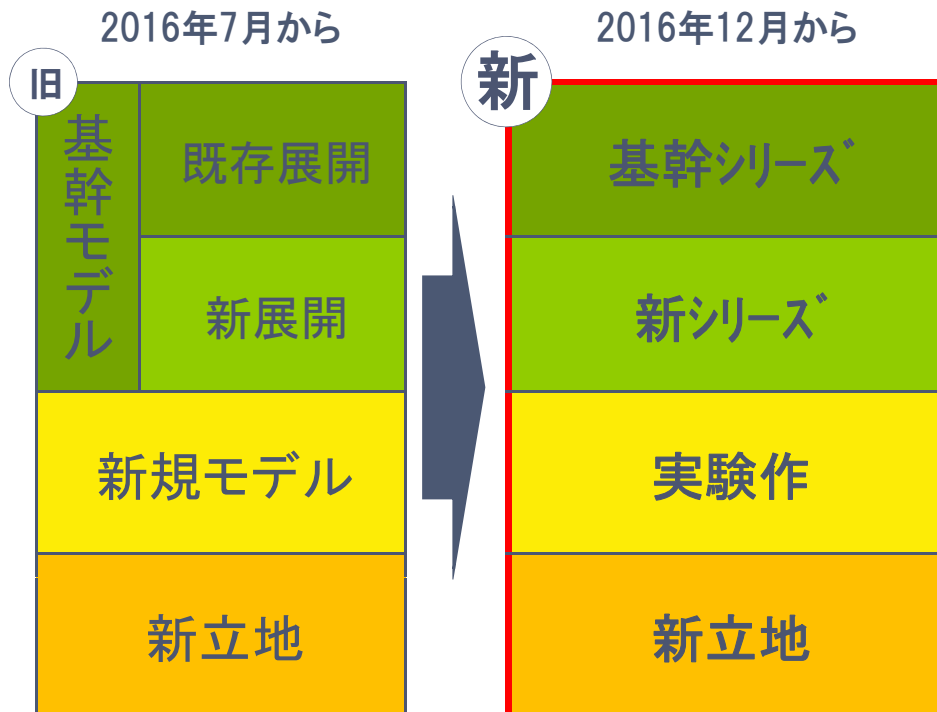 2016年7月から
旧
基幹モデル
既存展開
新展開
新規モデル
新立地
2016年12月から
新
基幹シリーズ
新シリーズ
実験作
新立地